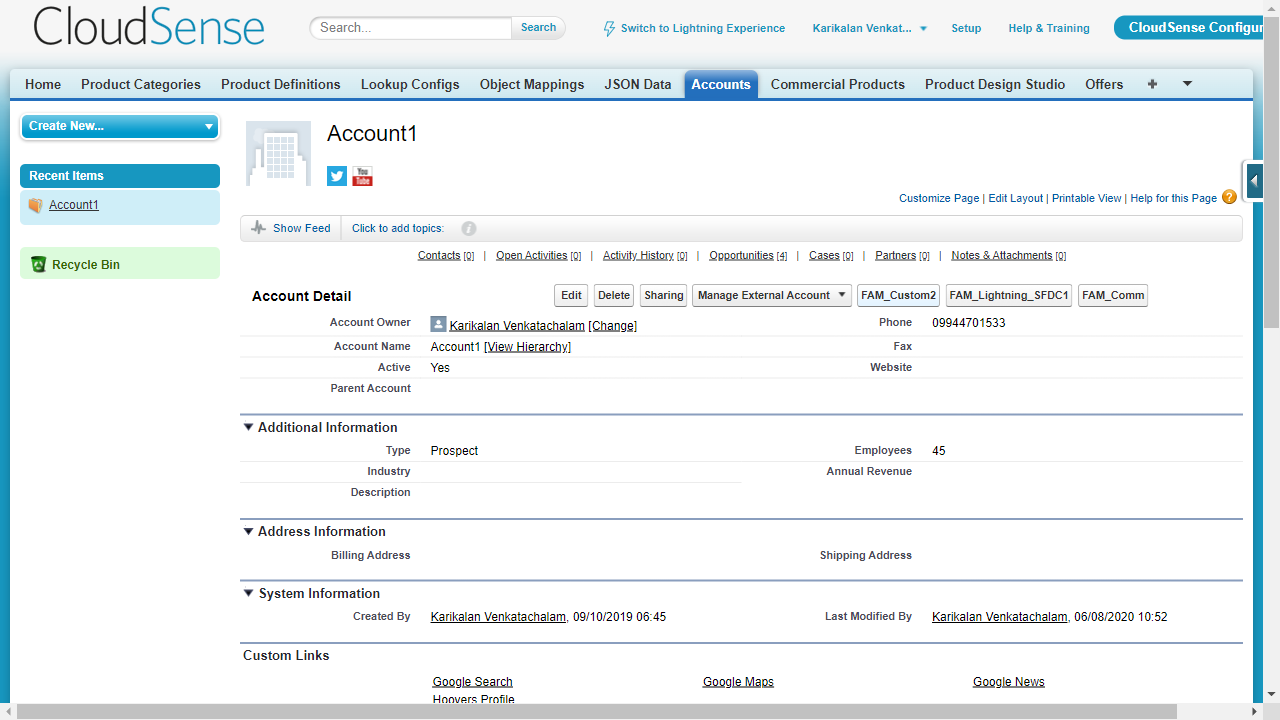 CloudSense
Search...
Search
Switch to Lightning Experience
Karikalan Venkat...
Setup
Help & Training
CloudSense Configur
Home
Product Categories
Product Definitions
Lookup Configs
Object Mappings
JSON Data
Accounts
Commercial Products
Product Design Studio
Offers
+
Create New...
Recent Items
Account1
Recycle Bin
Account1
You
Tube
Customize Page | Edit Layout | Printable View | Help for this Page ?
Show Feed
Click to add topics:
i
Contacts [0] | Open Activities [0] | Activity History [0] | Opportunities [4] | Cases [0] | Partners [0] | Notes & Attachments [0]
Account Detail
Edit
Delete
Sharing
Manage External Account
FAM_Custom2
FAM_Lightning_SFDC1
FAM_Comm
Account Owner Karikalan Venkatachalam [Change] Phone 09944701533
Account Name Account1 [View Hierarchy] Fax
Active Yes Website
Parent Account
Additional Information
Type Prospect Employees 45
Industry Annual Revenue
Description
Address Information
Billing Address Shipping Address
System Information
Created By Karikalan Venkatachalam, 09/10/2019 06:45 Last Modified By Karikalan Venkatachalam, 06/08/2020 10:52
Custom Links
Google Search Google Maps Google News
Hoovers Profile